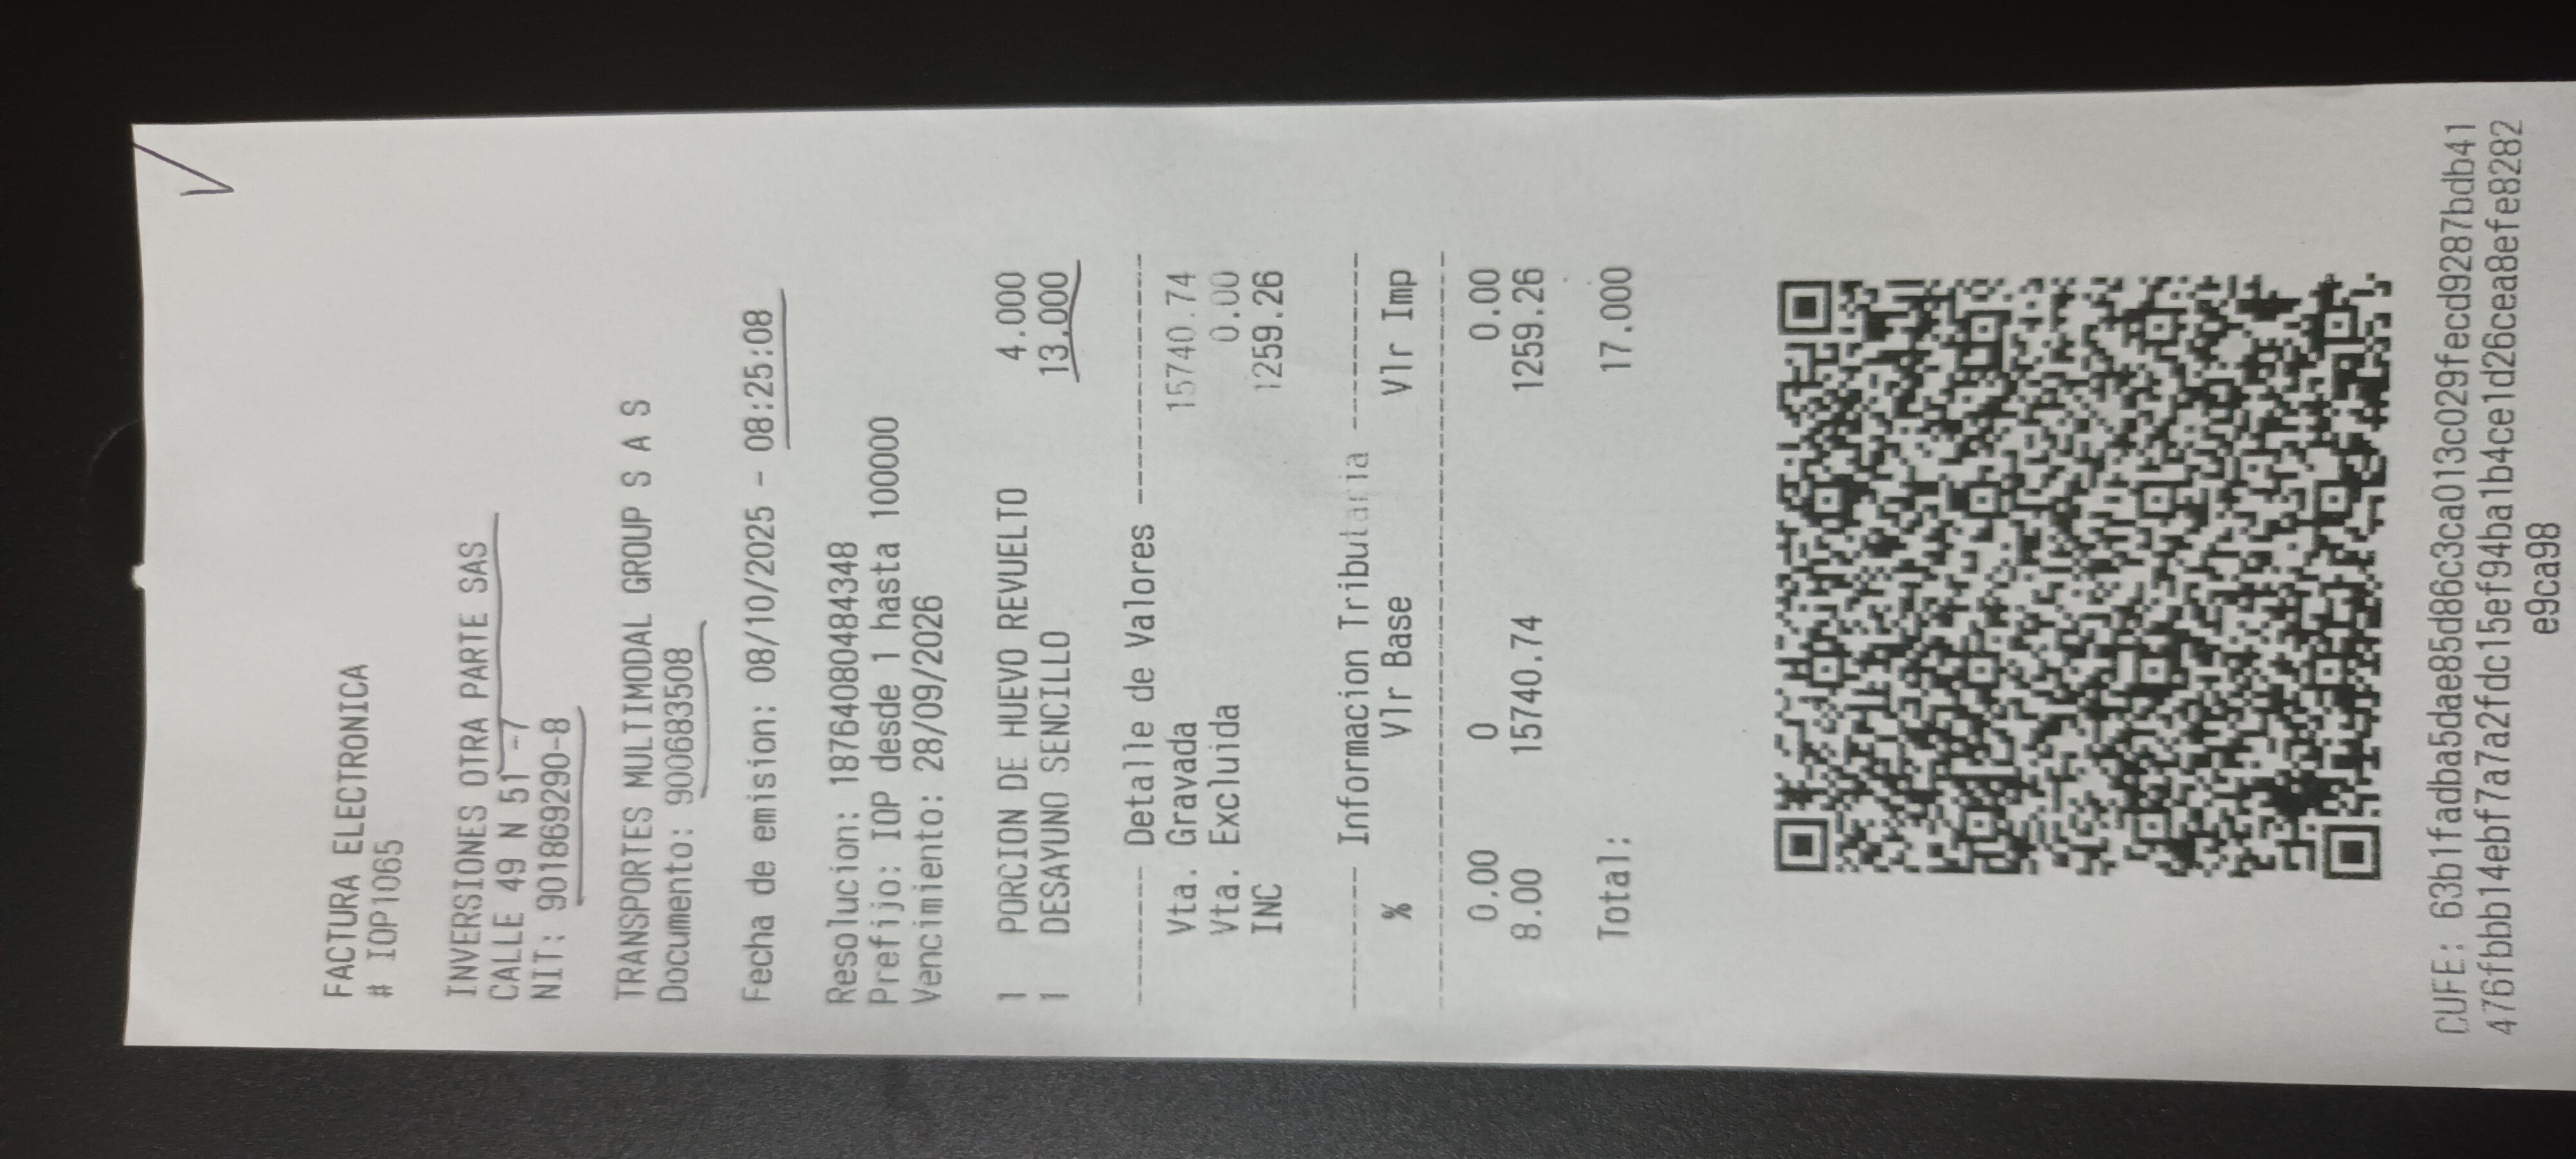 FACTURA ELECTRONICA
# IOP1065
INVERSIONES OTRA PARTE SAS
CALLE 49 N 51 -7
NIT: 901869290-8
TRANSPORTES MULTIMODAL GROUP S A S
Documento: 900683508
Fecha de emision: 08/10/2025 - 08:25:08
Resolucion: 18764080484348
Prefijo: IOP desde 1 hasta 100000
Vencimiento: 28/09/2026
1 PORCION DE HUEVO REVUELTO 4.000
1 DESAYUNO SENCILLO 13.000
------- Detalle de Valores -------------
Vta. Gravada 15740.74
Vta. Excluida 0.00
INC 1259.26
------- Informacion Tributaria ---------
% Vlr Base Vlr Imp
----------------------------------------
0.00 0 0.00
8.00 15740.74 1259.26
Total: 17.000
CUFE: 63b1fadba5dae85d86c3ca013c029fecd9287bdb41
476fbbb14ebf7a7a2fdc15ef94ba1b4ce1d26cea8efe8282
e9ca98